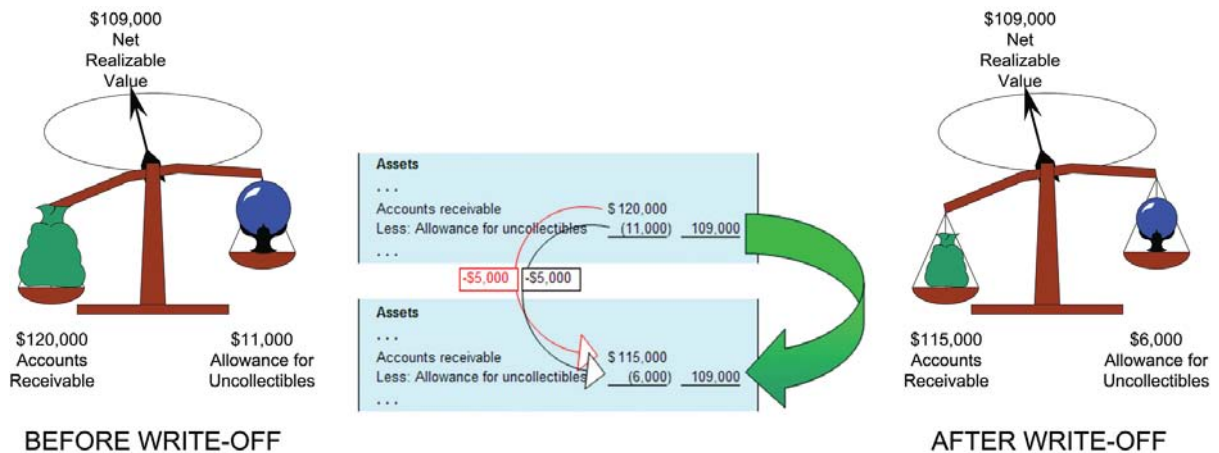 $109,000
Net
Realizable
Value
$120,000
Accounts
Receivable
$11,000
Allowance for
Uncollectibles
BEFORE WRITE-OFF
Assets
. . .
Accounts receivable $ 120,000
Less: Allowance for uncollectibles (11,000) 109,000
. . .
-$5,000 -$5,000
Assets
. . .
Accounts receivable $ 115,000
Less: Allowance for uncollectibles (6,000) 109,000
. . .
$109,000
Net
Realizable
Value
$115,000
Accounts
Receivable
$6,000
Allowance for
Uncollectibles
AFTER WRITE-OFF